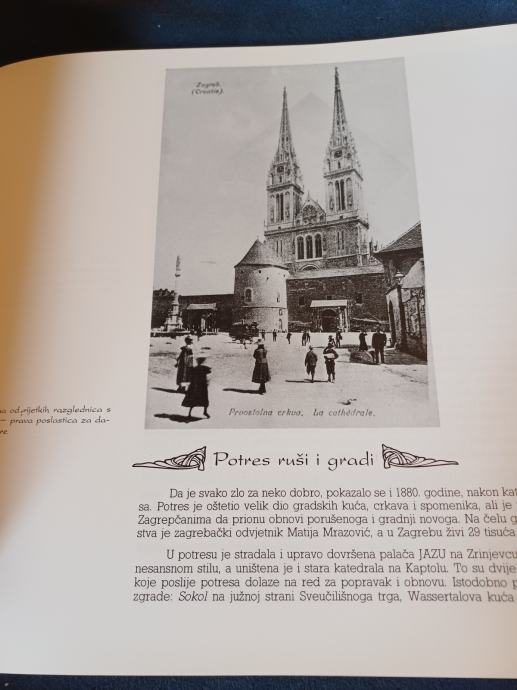 Zagreb.
(Croatie).
Prvostolna crkva. La cathédrale.
na od rijetkih razglednica s
– prava poslastica za da-
re
Potres ruši i gradi
Da je svako zlo za neko dobro, pokazalo se i 1880. godine, nakon kat
sa. Potres je oštetio velik dio gradskih kuća, crkava i spomenika, ali je
Zagrepčanima da prionu obnovi porušenoga i gradnji novoga. Na čelu g
stva je zagrebački odvjetnik Matija Mrazović, a u Zagrebu živi 29 tisuća
U potresu je stradala i upravo dovršena palača JAZU na Zrinjevcu
nesansnom stilu, a uništena je i stara katedrala na Kaptolu. To su dvije
koje poslije potresa dolaze na red za popravak i obnovu. Istodobno p
zgrade: Sokol na južnoj strani Sveučilišnoga trga, Wassertalova kuća